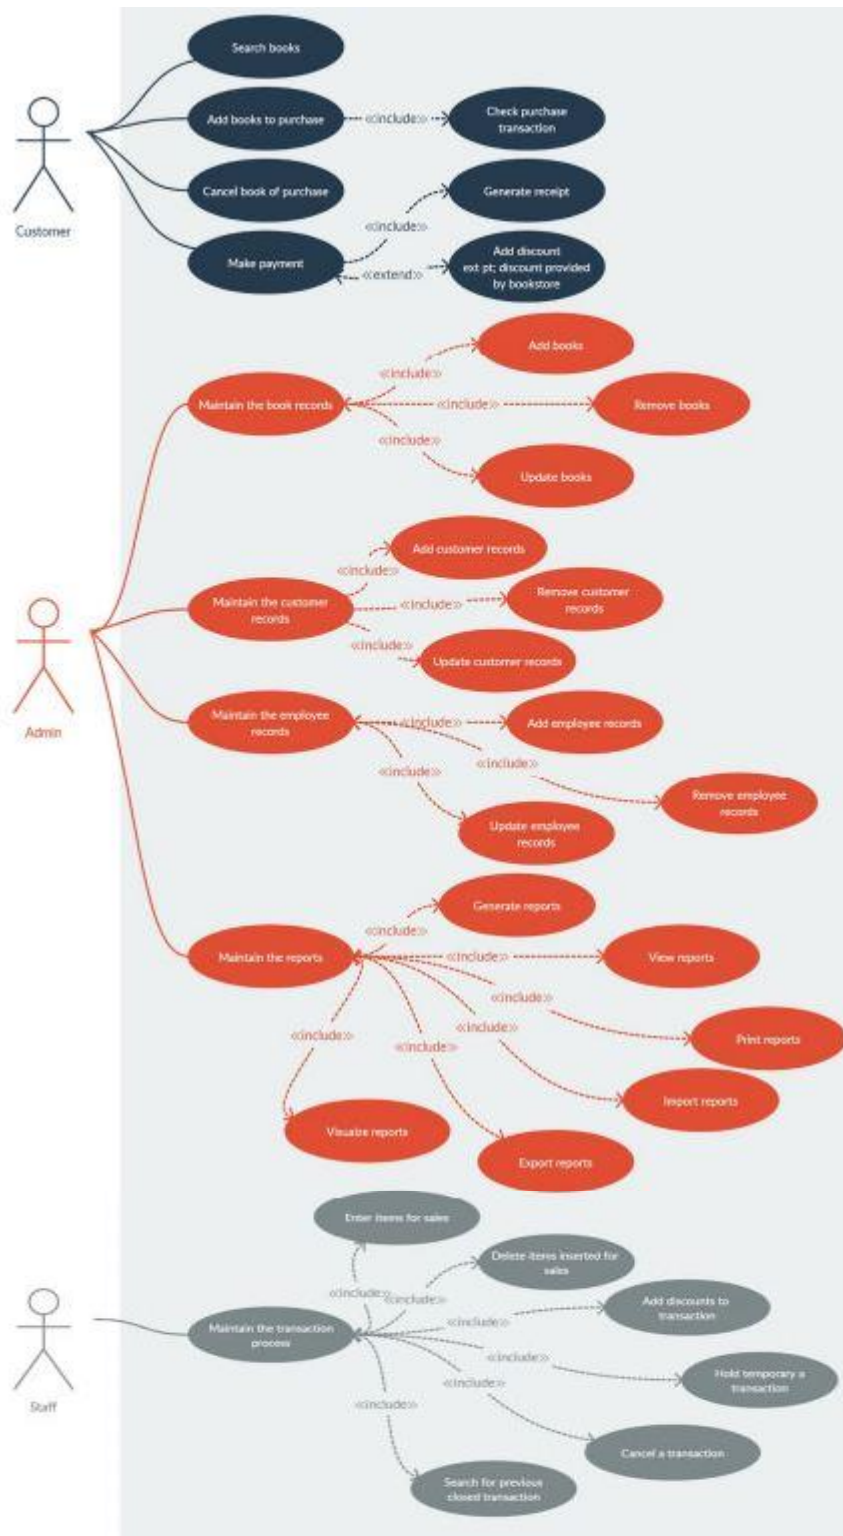 Search books
Add books to purchase
«include»
Check purchase
transaction
Customer
Cancel book of purchase
Generate receipt
«include»
Make payment
«extend»
Add discount
ext pt; discount provided
by bookstore
Add books
«include»
Maintain the book records
«include»
Remove books
«include»
Update books
Add customer records
«include»
Maintain the customer
records
«include»
Remove customer
records
«include»
Update customer records
Admin
Maintain the employee
records
«include»
Add employee records
«include»
«include»
Remove employee
records
Update employee
records
Generate reports
«include»
Maintain the reports
«include»
View reports
«include»
«include»
«include»
«include»
Print reports
Import reports
Visualze reports
Export reports
Enter items for sales
Delete items inserted for
sales
«include»
«include»
Add discounts to
transaction
Maintain the transaction
process
«include»
«include»
Hold temporary a
transaction
«include»
«include»
Staff
Cancel a transaction
Search for previous
closed transaction